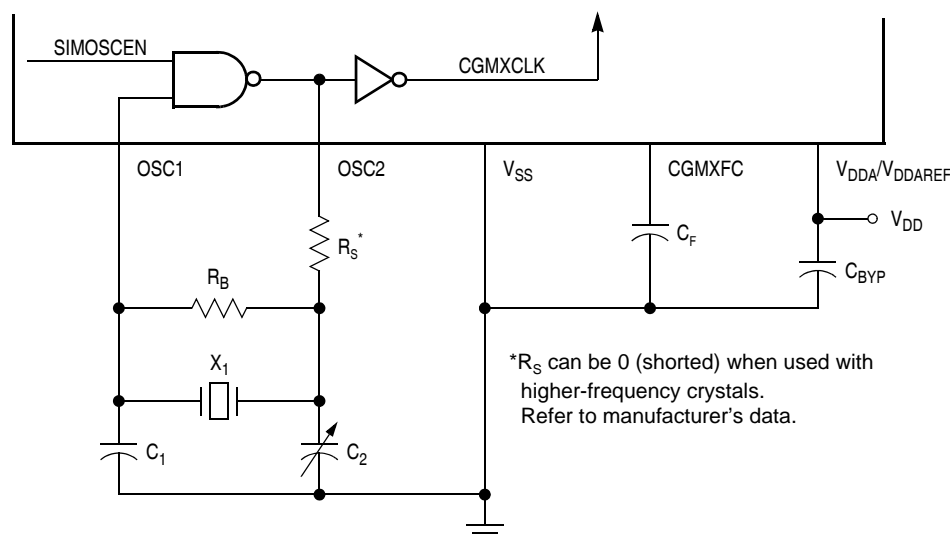 SIMOSCEN
CGMXCLK
OSC1
OSC2
VSS
CGMXFC
VDDA/VDDAREF
VDD
RS*
CF
CBYP
RB
X1
*RS can be 0 (shorted) when used with
higher-frequency crystals.
Refer to manufacturer's data.
C1
C2